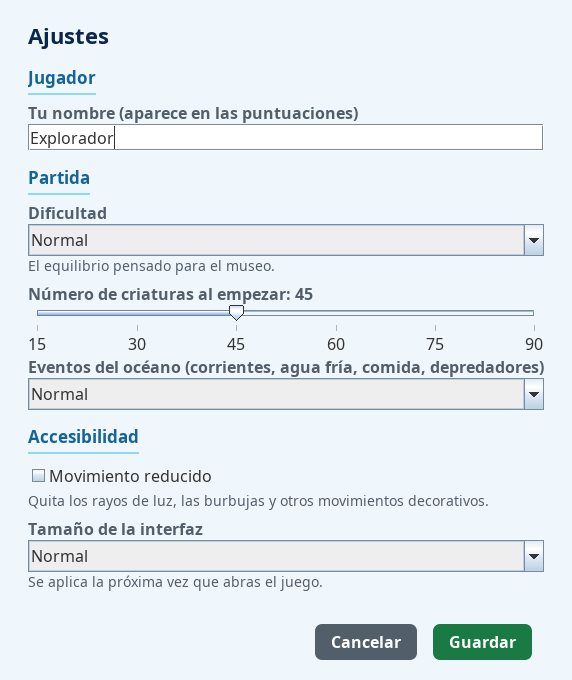 Ajustes
Jugador
Tu nombre (aparece en las puntuaciones)
Explorador
Partida
Dificultad
Normal
El equilibrio pensado para el museo.
Número de criaturas al empezar: 45
15 30 45 60 75 90
Eventos del océano (corrientes, agua fría, comida, depredadores)
Normal
Accesibilidad
Movimiento reducido
Quita los rayos de luz, las burbujas y otros movimientos decorativos.
Tamaño de la interfaz
Normal
Se aplica la próxima vez que abras el juego.
Cancelar Guardar